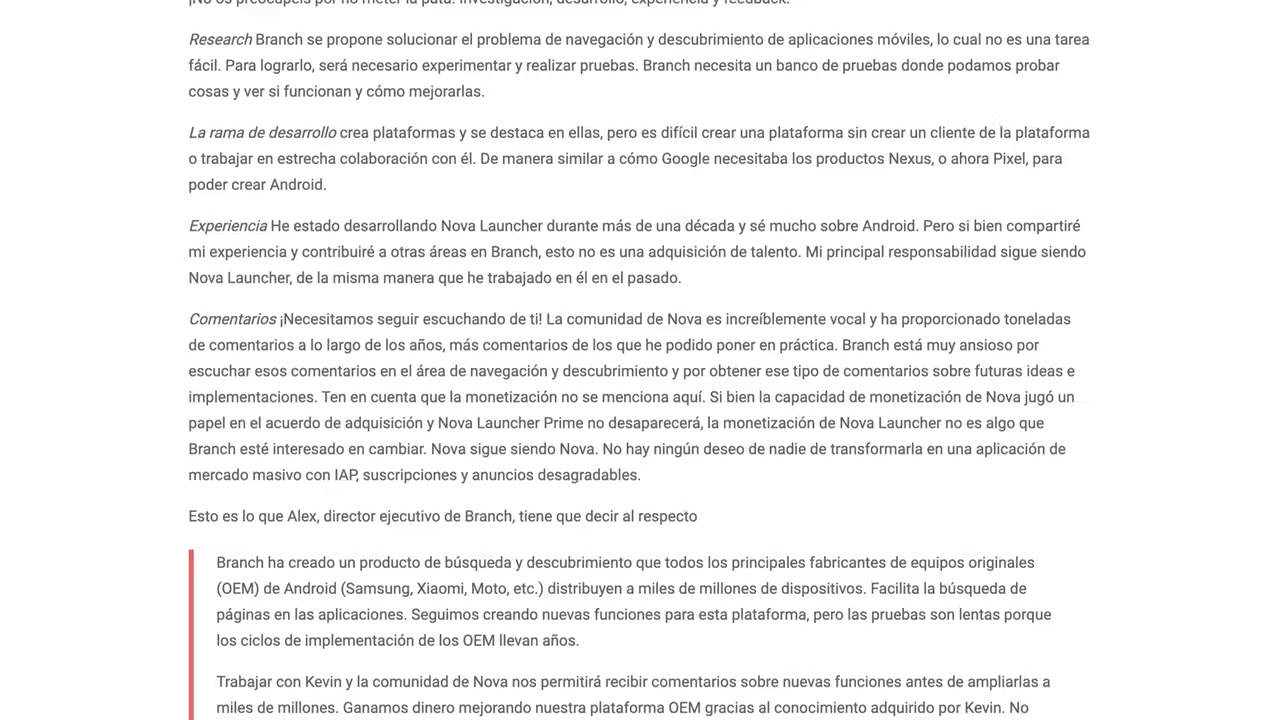 ¡No os preocupéis por no meter la pata! Investigación, desarrollo, experiencia y feedback.
Research Branch se propone solucionar el problema de navegación y descubrimiento de aplicaciones móviles, lo cual no es una tarea
fácil. Para lograrlo, será necesario experimentar y realizar pruebas. Branch necesita un banco de pruebas donde podamos probar
cosas y ver si funcionan y cómo mejorarlas.
La rama de desarrollo crea plataformas y se destaca en ellas, pero es difícil crear una plataforma sin crear un cliente de la plataforma
o trabajar en estrecha colaboración con él. De manera similar a cómo Google necesitaba los productos Nexus, o ahora Pixel, para
poder crear Android.
Experiencia He estado desarrollando Nova Launcher durante más de una década y sé mucho sobre Android. Pero si bien compartiré
mi experiencia y contribuiré a otras áreas en Branch, esto no es una adquisición de talento. Mi principal responsabilidad sigue siendo
Nova Launcher, de la misma manera que he trabajado en él en el pasado.
Comentarios ¡Necesitamos seguir escuchando de ti! La comunidad de Nova es increíblemente vocal y ha proporcionado toneladas
de comentarios a lo largo de los años, más comentarios de los que he podido poner en práctica. Branch está muy ansioso por
escuchar esos comentarios en el área de navegación y descubrimiento y por obtener ese tipo de comentarios sobre futuras ideas e
implementaciones. Ten en cuenta que la monetización no se menciona aquí. Si bien la capacidad de monetización de Nova jugó un
papel en el acuerdo de adquisición y Nova Launcher Prime no desaparecerá, la monetización de Nova Launcher no es algo que
Branch esté interesado en cambiar. Nova sigue siendo Nova. No hay ningún deseo de nadie de transformarla en una aplicación de
mercado masivo con IAP, suscripciones y anuncios desagradables.
Esto es lo que Alex, director ejecutivo de Branch, tiene que decir al respecto
Branch ha creado un producto de búsqueda y descubrimiento que todos los principales fabricantes de equipos originales
(OEM) de Android (Samsung, Xiaomi, Moto, etc.) distribuyen a miles de millones de dispositivos. Facilita la búsqueda de
páginas en las aplicaciones. Seguimos creando nuevas funciones para esta plataforma, pero las pruebas son lentas porque
los ciclos de implementación de los OEM llevan años.
Trabajar con Kevin y la comunidad de Nova nos permitirá recibir comentarios sobre nuevas funciones antes de ampliarlas a
miles de millones. Ganamos dinero mejorando nuestra plataforma OEM gracias al conocimiento adquirido por Kevin. No